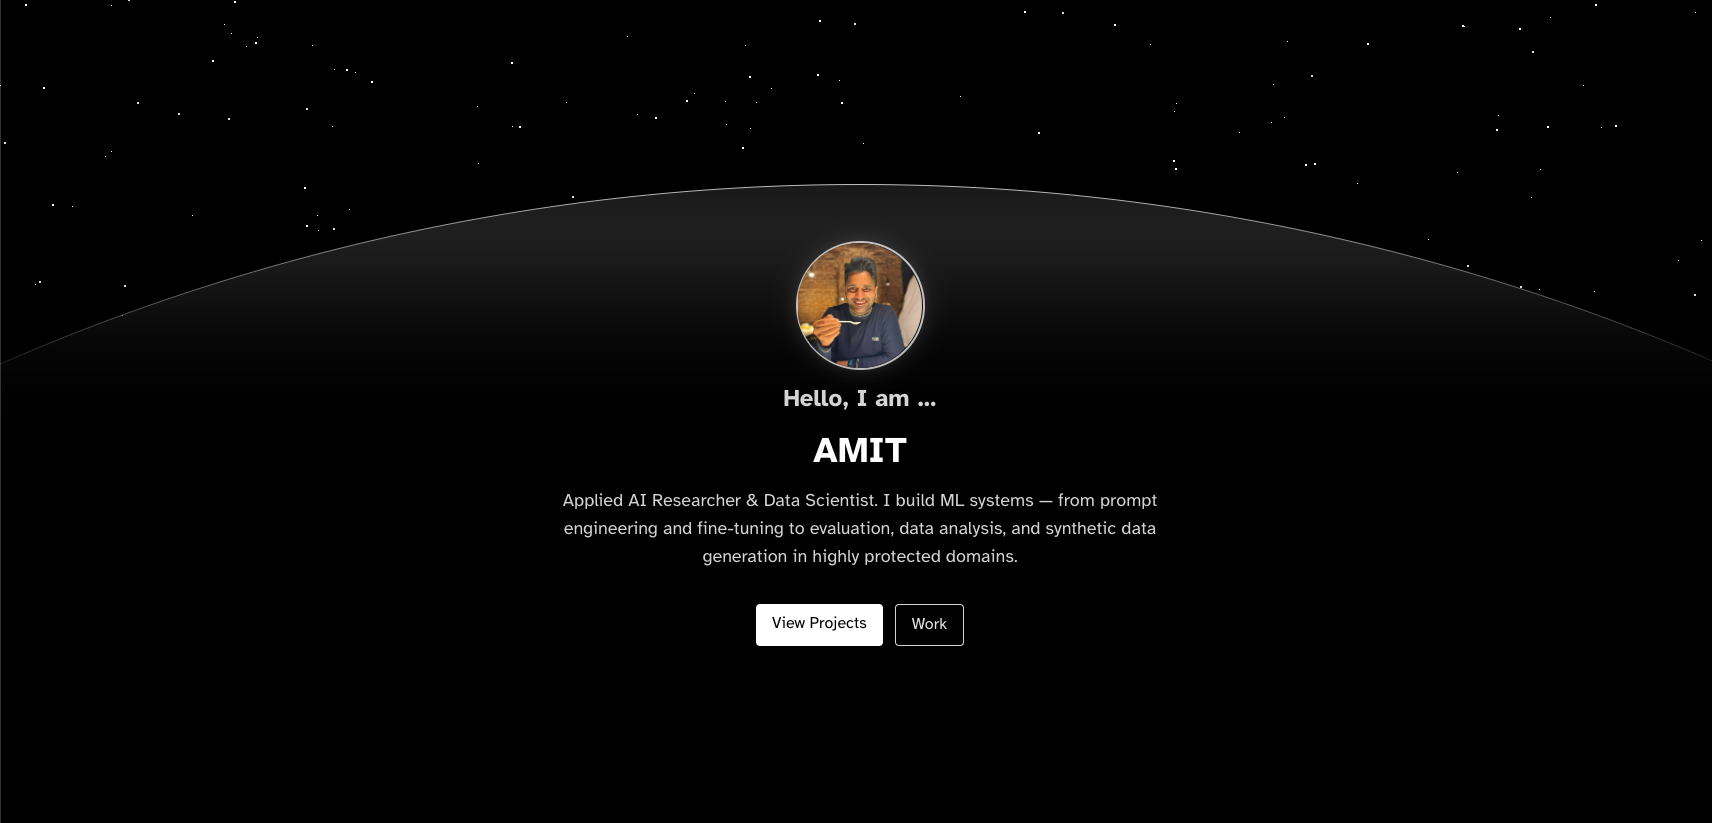 Hello, I am ...
AMIT
Applied AI Researcher & Data Scientist. I build ML systems — from prompt
engineering and fine-tuning to evaluation, data analysis, and synthetic data
generation in highly protected domains.
View Projects
Work